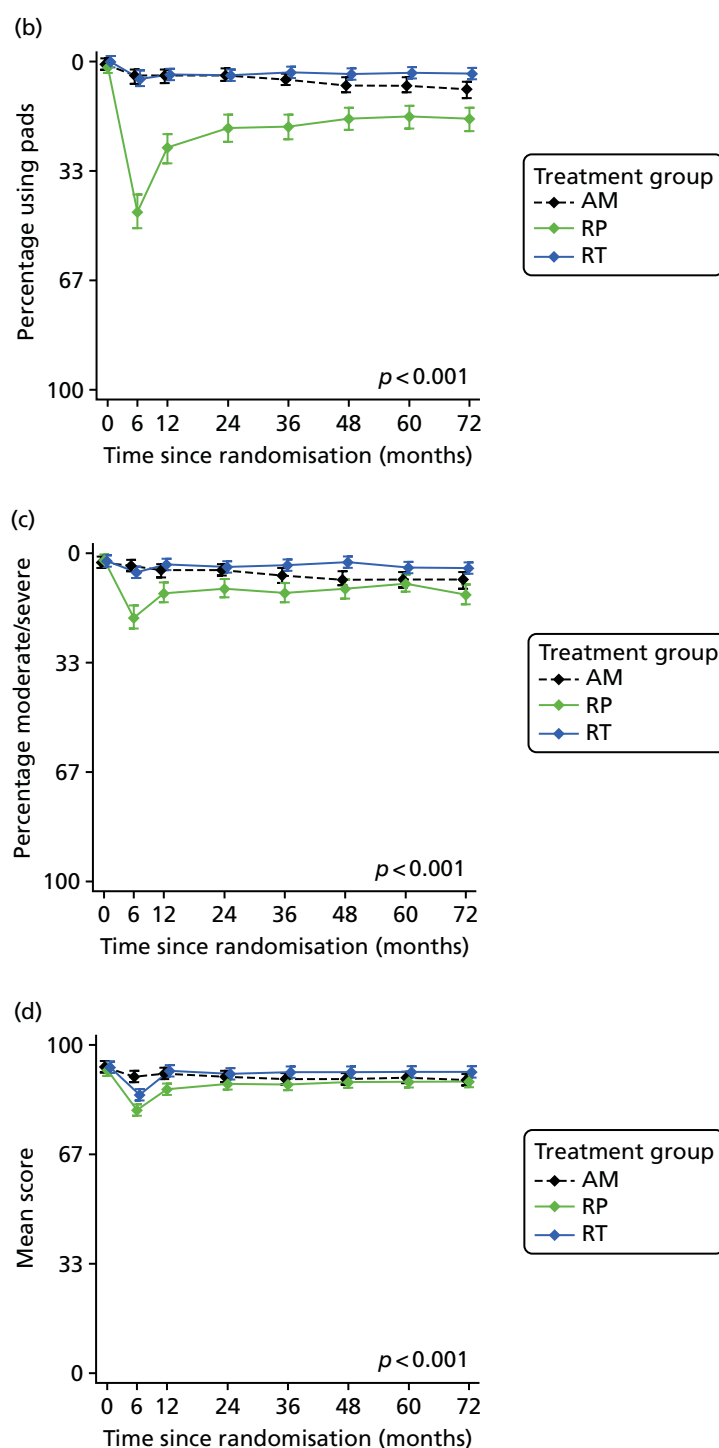 (b)
0
33
67
100
Percentage using pads
p < 0.001
0 6 12 24 36 48 60 72
Time since randomisation (months)
Treatment group
AM
RP
RT
(c)
0
33
67
100
Percentage moderate/severe
p < 0.001
0 6 12 24 36 48 60 72
Time since randomisation (months)
Treatment group
AM
RP
RT
(d)
100
67
33
0
Mean score
p < 0.001
0 6 12 24 36 48 60 72
Time since randomisation (months)
Treatment group
AM
RP
RT